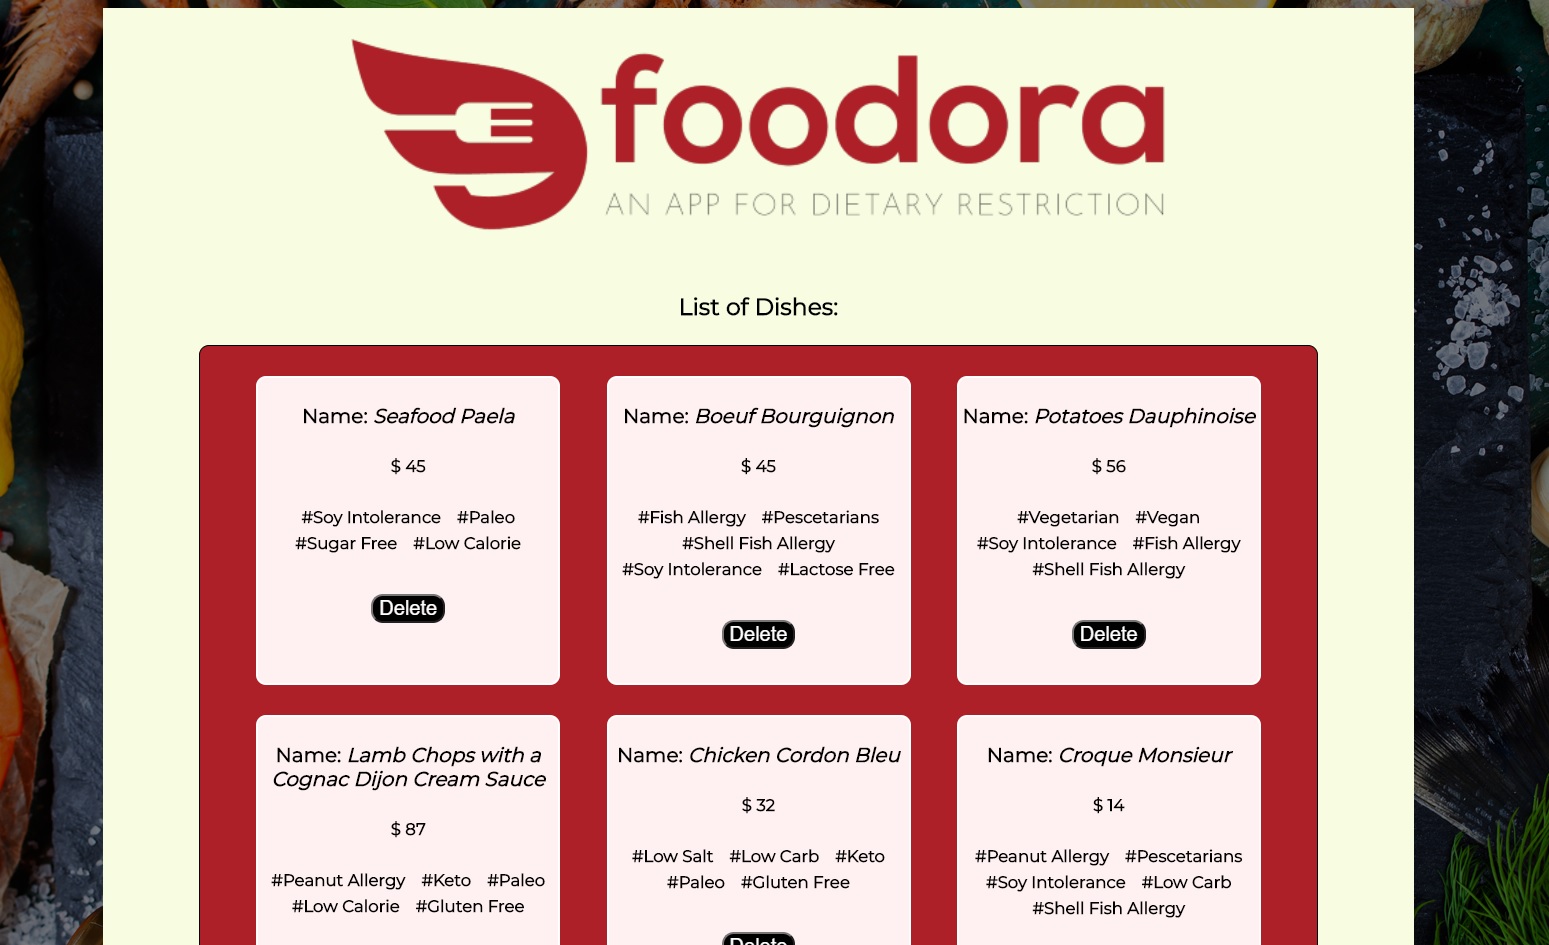 foodora
AN APP FOR DIETARY RESTRICTION
List of Dishes:
Name: Seafood Paela
$ 45
#Soy Intolerance #Paleo
#Sugar Free #Low Calorie
Delete
Name: Boeuf Bourguignon
$ 45
#Fish Allergy #Pescetarians
#Shell Fish Allergy
#Soy Intolerance #Lactose Free
Delete
Name: Potatoes Dauphinoise
$ 56
#Vegetarian #Vegan
#Soy Intolerance #Fish Allergy
#Shell Fish Allergy
Delete
Name: Lamb Chops with a
Cognac Dijon Cream Sauce
$ 87
#Peanut Allergy #Keto #Paleo
#Low Calorie #Gluten Free
Name: Chicken Cordon Bleu
$ 32
#Low Salt #Low Carb #Keto
#Paleo #Gluten Free
Delete
Name: Croque Monsieur
$ 14
#Peanut Allergy #Pescetarians
#Soy Intolerance #Low Carb
#Shell Fish Allergy